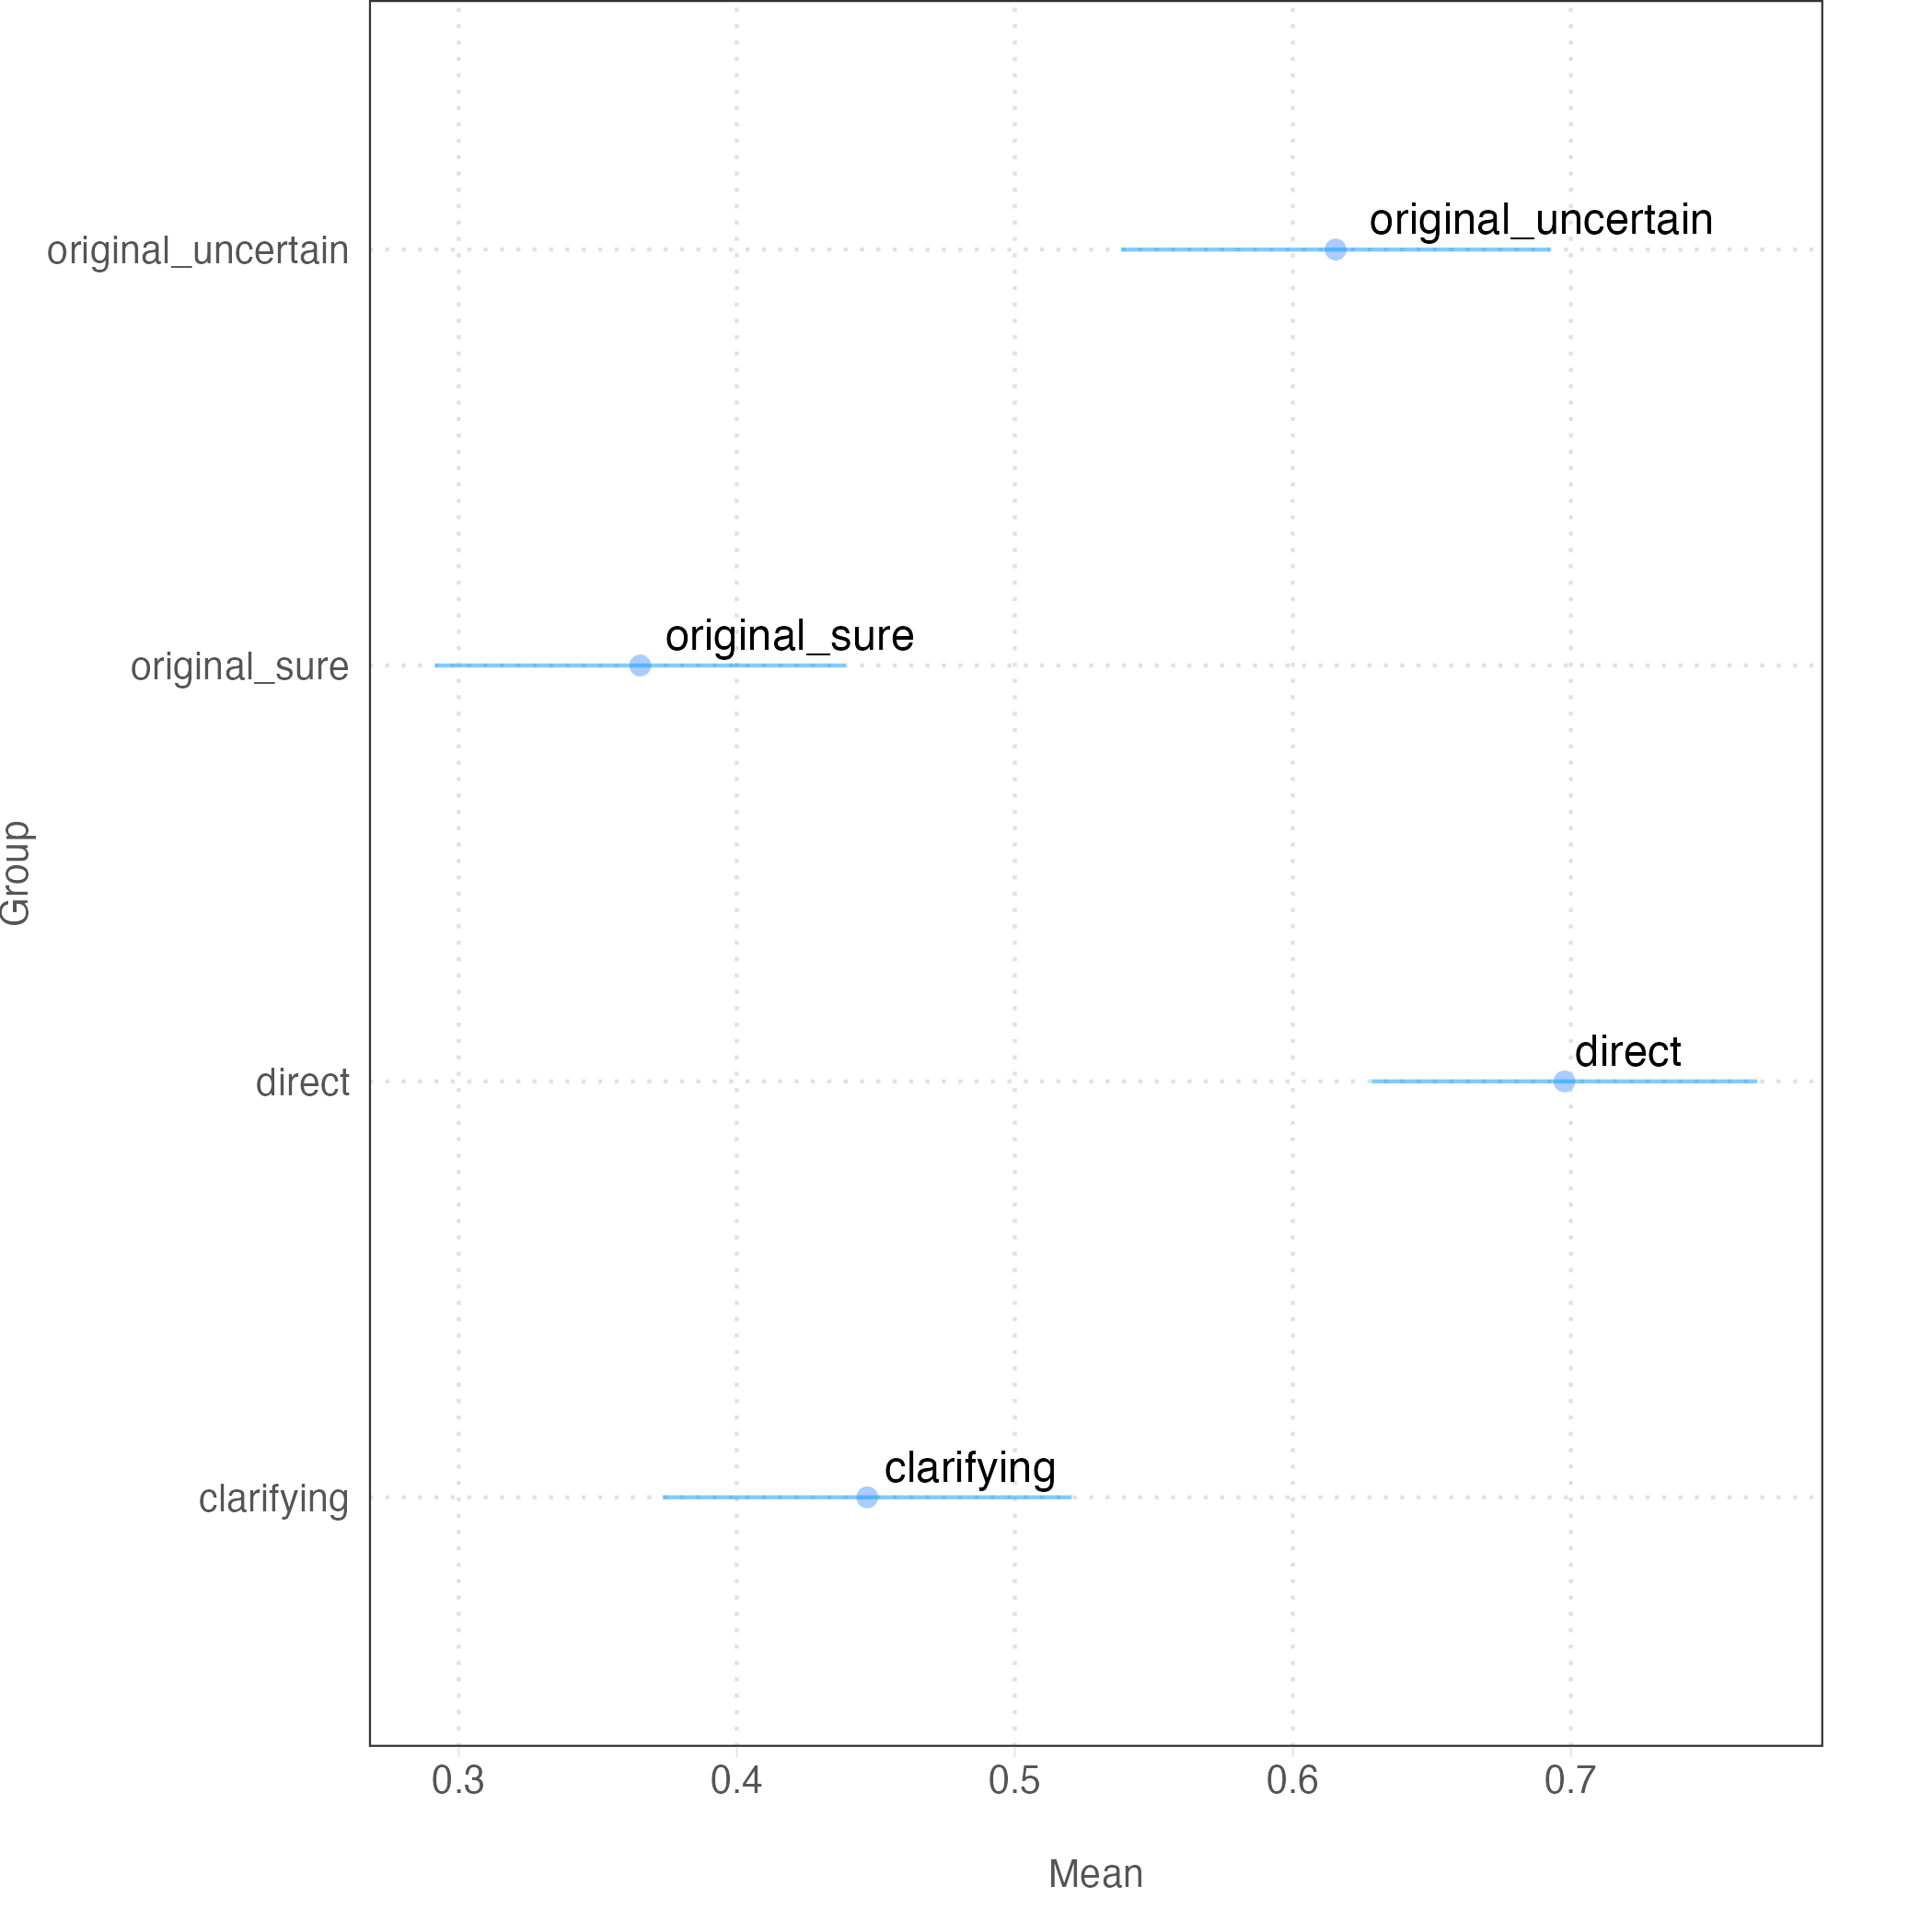 original_uncertain
original_uncertain
original_sure
original_sure
Group
direct
direct
clarifying
clarifying
0.3 0.4 0.5 0.6 0.7
Mean